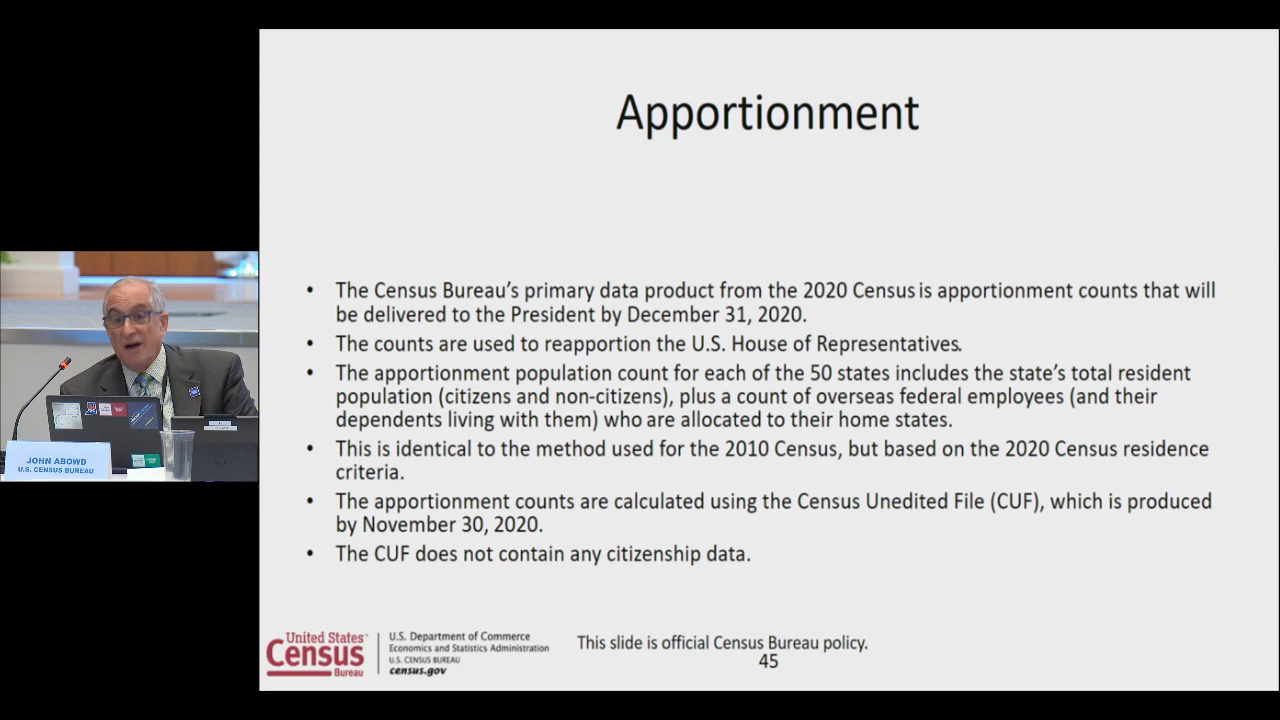 Apportionment
• The Census Bureau's primary data product from the 2020 Census is apportionment counts that will
be delivered to the President by December 31, 2020.
• The counts are used to reapportion the U.S. House of Representatives.
• The apportionment population count for each of the 50 states includes the state's total resident
population (citizens and non-citizens), plus a count of overseas federal employees (and their
dependents living with them) who are allocated to their home states.
• This is identical to the method used for the 2010 Census, but based on the 2020 Census residence
criteria.
• The apportionment counts are calculated using the Census Unedited File (CUF), which is produced
by November 30, 2020.
• The CUF does not contain any citizenship data.
JOHN ABOWD
U.S. CENSUS BUREAU
United States™
Census
Bureau
U.S. Department of Commerce
Economics and Statistics Administration
U.S. CENSUS BUREAU
census.gov
This slide is official Census Bureau policy.
45